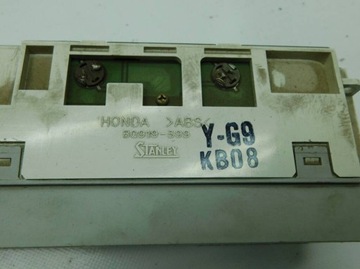 HONDA >ABS<
STANLEY
Y-G9
KB08